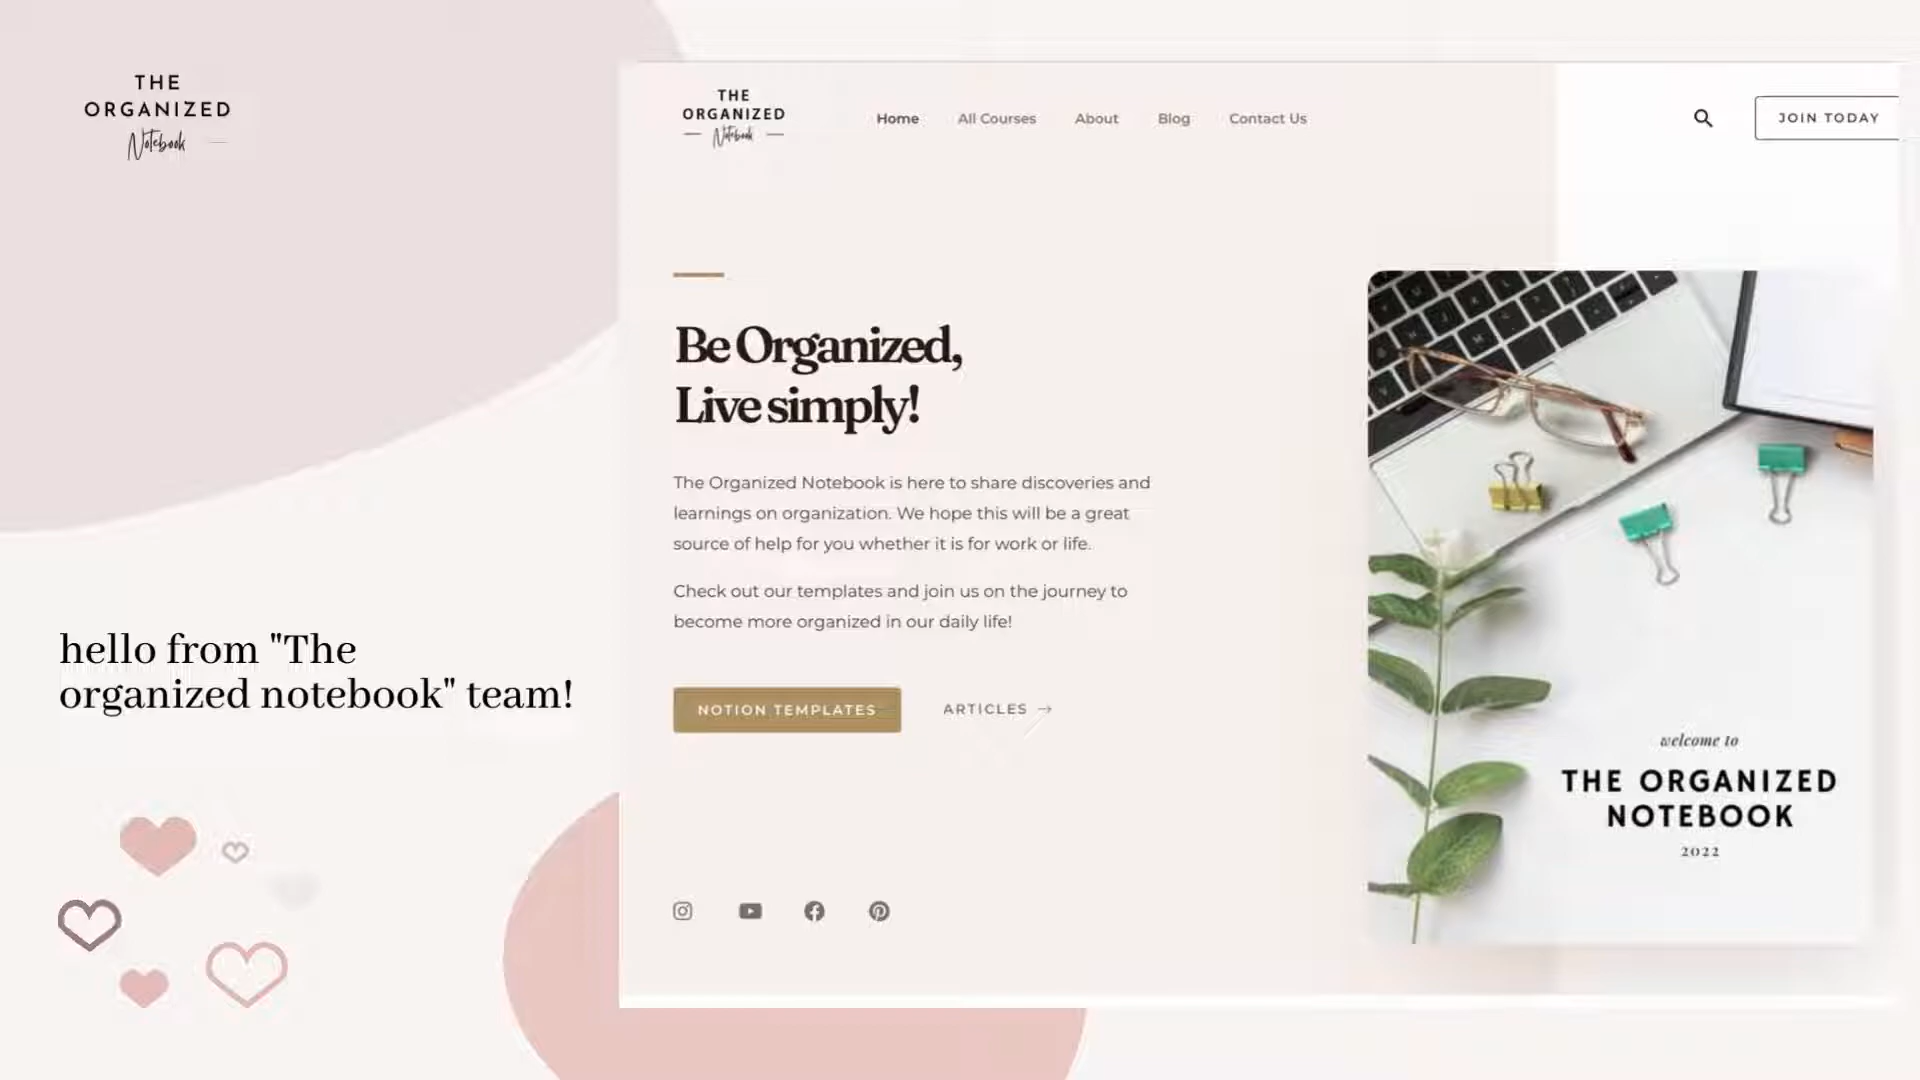 THE
ORGANIZED
Notebook
hello from "The
organized notebook" team!
THE
ORGANIZED
Notebook
Home All Courses About Blog Contact Us
JOIN TODAY
Be Organized,
Live simply!
The Organized Notebook is here to share discoveries and
learnings on organization. We hope this will be a great
source of help for you whether it is for work or life.
Check out our templates and join us on the journey to
become more organized in our daily life!
NOTION TEMPLATES ARTICLES →
welcome to
THE ORGANIZED
NOTEBOOK
2022